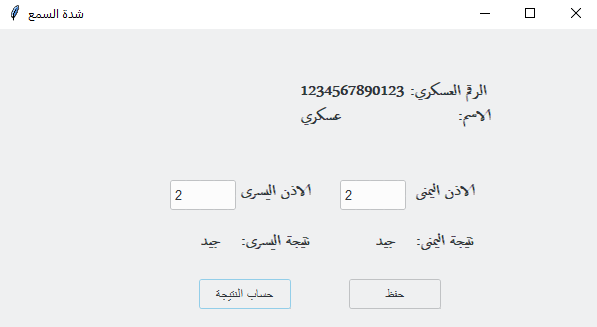 شدة السمع
الرقم العسكري: 1234567890123
الاسم: عسكري
الاذن اليمنى 2 الاذن اليسرى 2
نتيجة اليمنى: جيد نتيجة اليسرى: جيد
حفظ حساب النتيجة